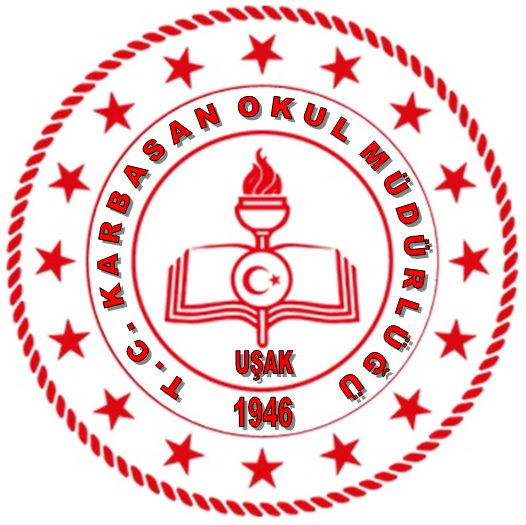 T.C. KARBASAN OKUL MÜDÜRLÜĞÜ
UŞAK
1946